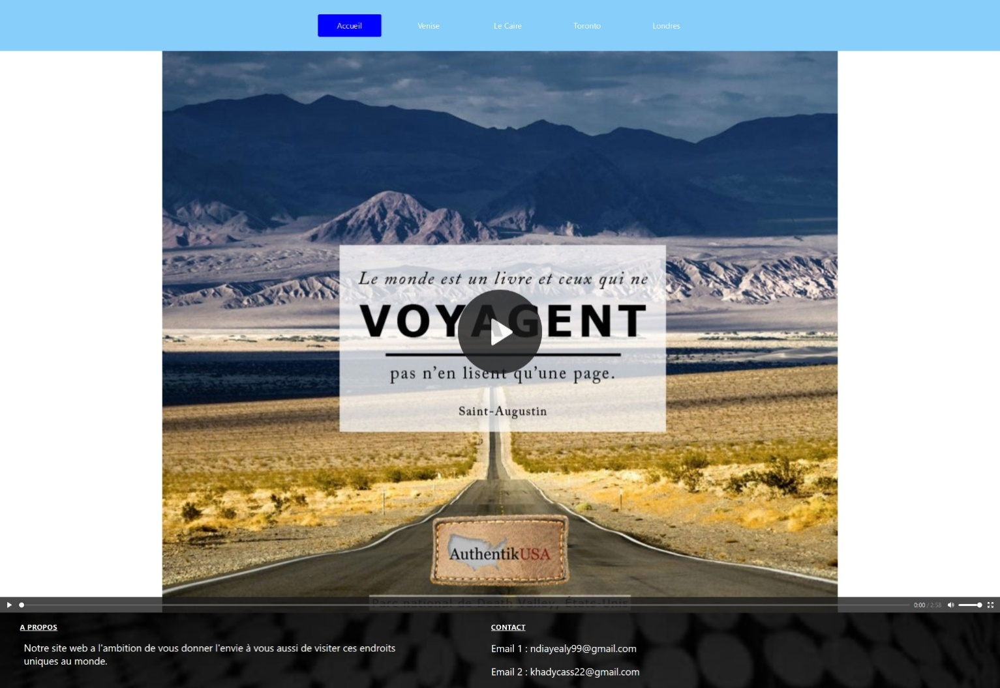 Accueil
Venise
Le Caire
Toronto
Londres
Le monde est un livre et ceux qui ne
VOYAGENT
pas n'en lisent qu'une page.
Saint-Augustin
AuthentikUSA
Parc national de Death Valley, États-Unis
0:00 / 2:58
A PROPOS
Notre site web a l'ambition de vous donner l'envie à vous aussi de visiter ces endroits
uniques au monde.
CONTACT
Email 1 : ndiayealy99@gmail.com
Email 2 : khadycass22@gmail.com